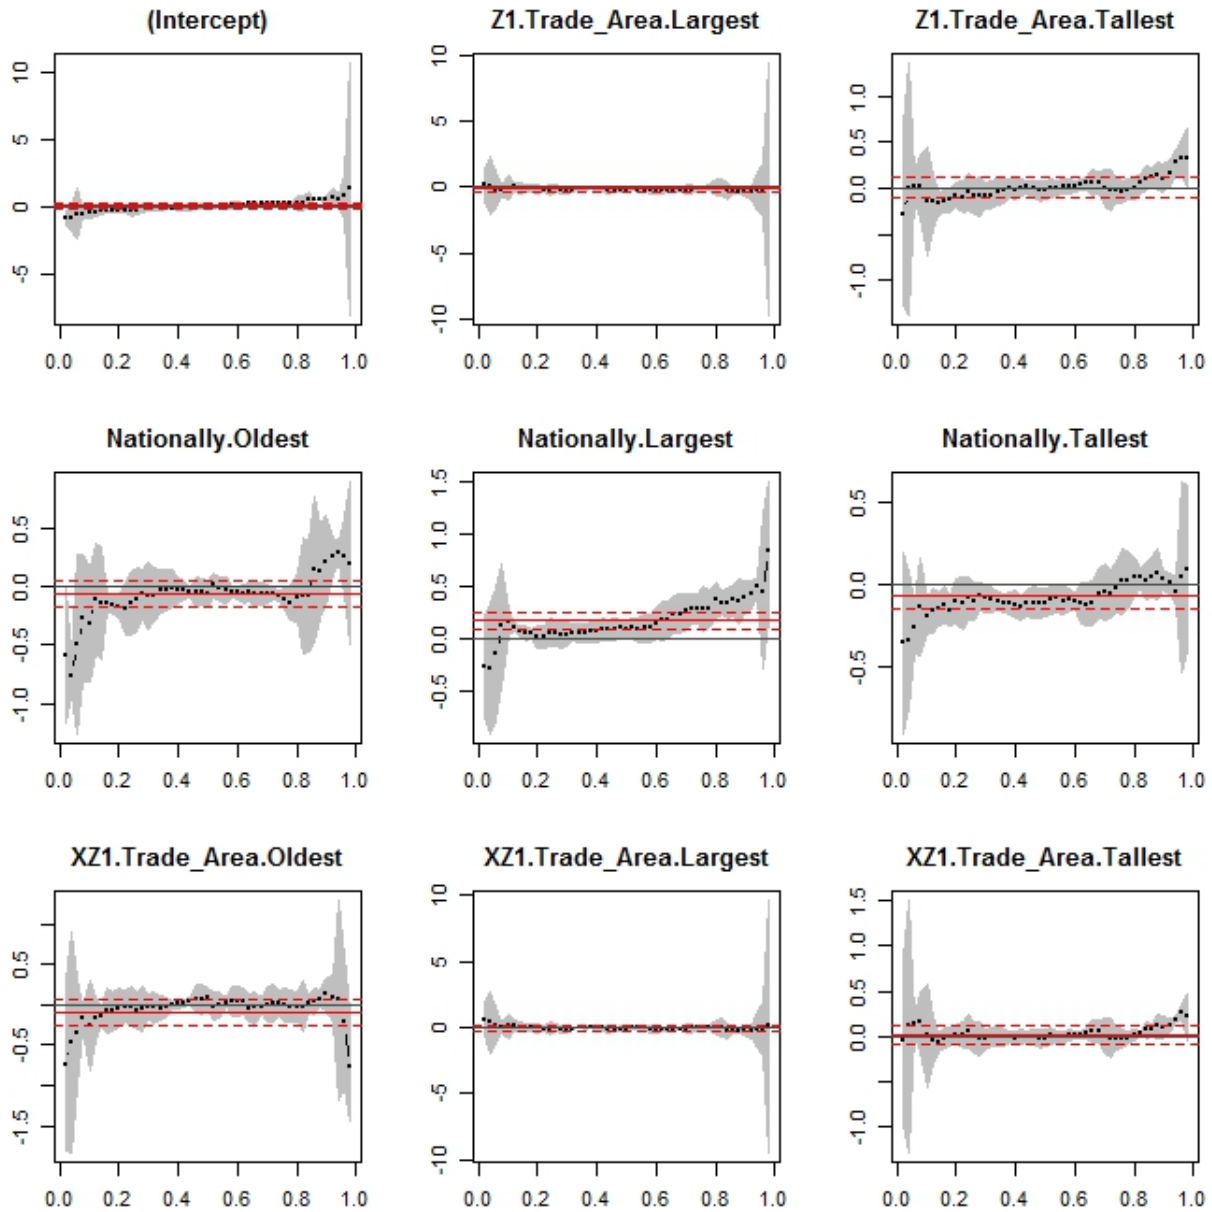 (Intercept)
Z1.Trade_Area.Largest
Z1.Trade_Area.Tallest
10
5
0
-5
0.0 0.2 0.4 0.6 0.8 1.0
10
5
0
-5
-10
0.0 0.2 0.4 0.6 0.8 1.0
1.0
0.5
0.0
-1.0
0.0 0.2 0.4 0.6 0.8 1.0
Nationally.Oldest
Nationally.Largest
Nationally.Tallest
0.5
0.0
-0.5
-1.0
0.0 0.2 0.4 0.6 0.8 1.0
1.5
1.0
0.5
0.0
-0.5
0.0 0.2 0.4 0.6 0.8 1.0
0.5
0.0
-0.5
0.0 0.2 0.4 0.6 0.8 1.0
XZ1.Trade_Area.Oldest
XZ1.Trade_Area.Largest
XZ1.Trade_Area.Tallest
0.5
-0.5
-1.5
0.0 0.2 0.4 0.6 0.8 1.0
10
5
0
-5
-10
0.0 0.2 0.4 0.6 0.8 1.0
1.5
1.0
0.5
0.0
-1.0
0.0 0.2 0.4 0.6 0.8 1.0